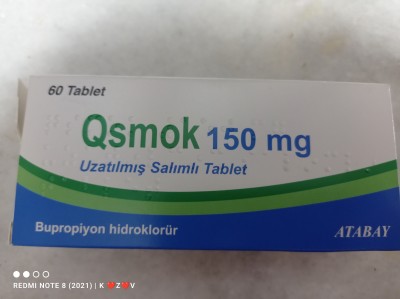 60 Tablet
Qsmok 150 mg
Uzatılmış Salımlı Tablet
Bupropiyon hidroklorür
ATABAY
REDMI NOTE 8 (2021) | K❤️Z❤️V